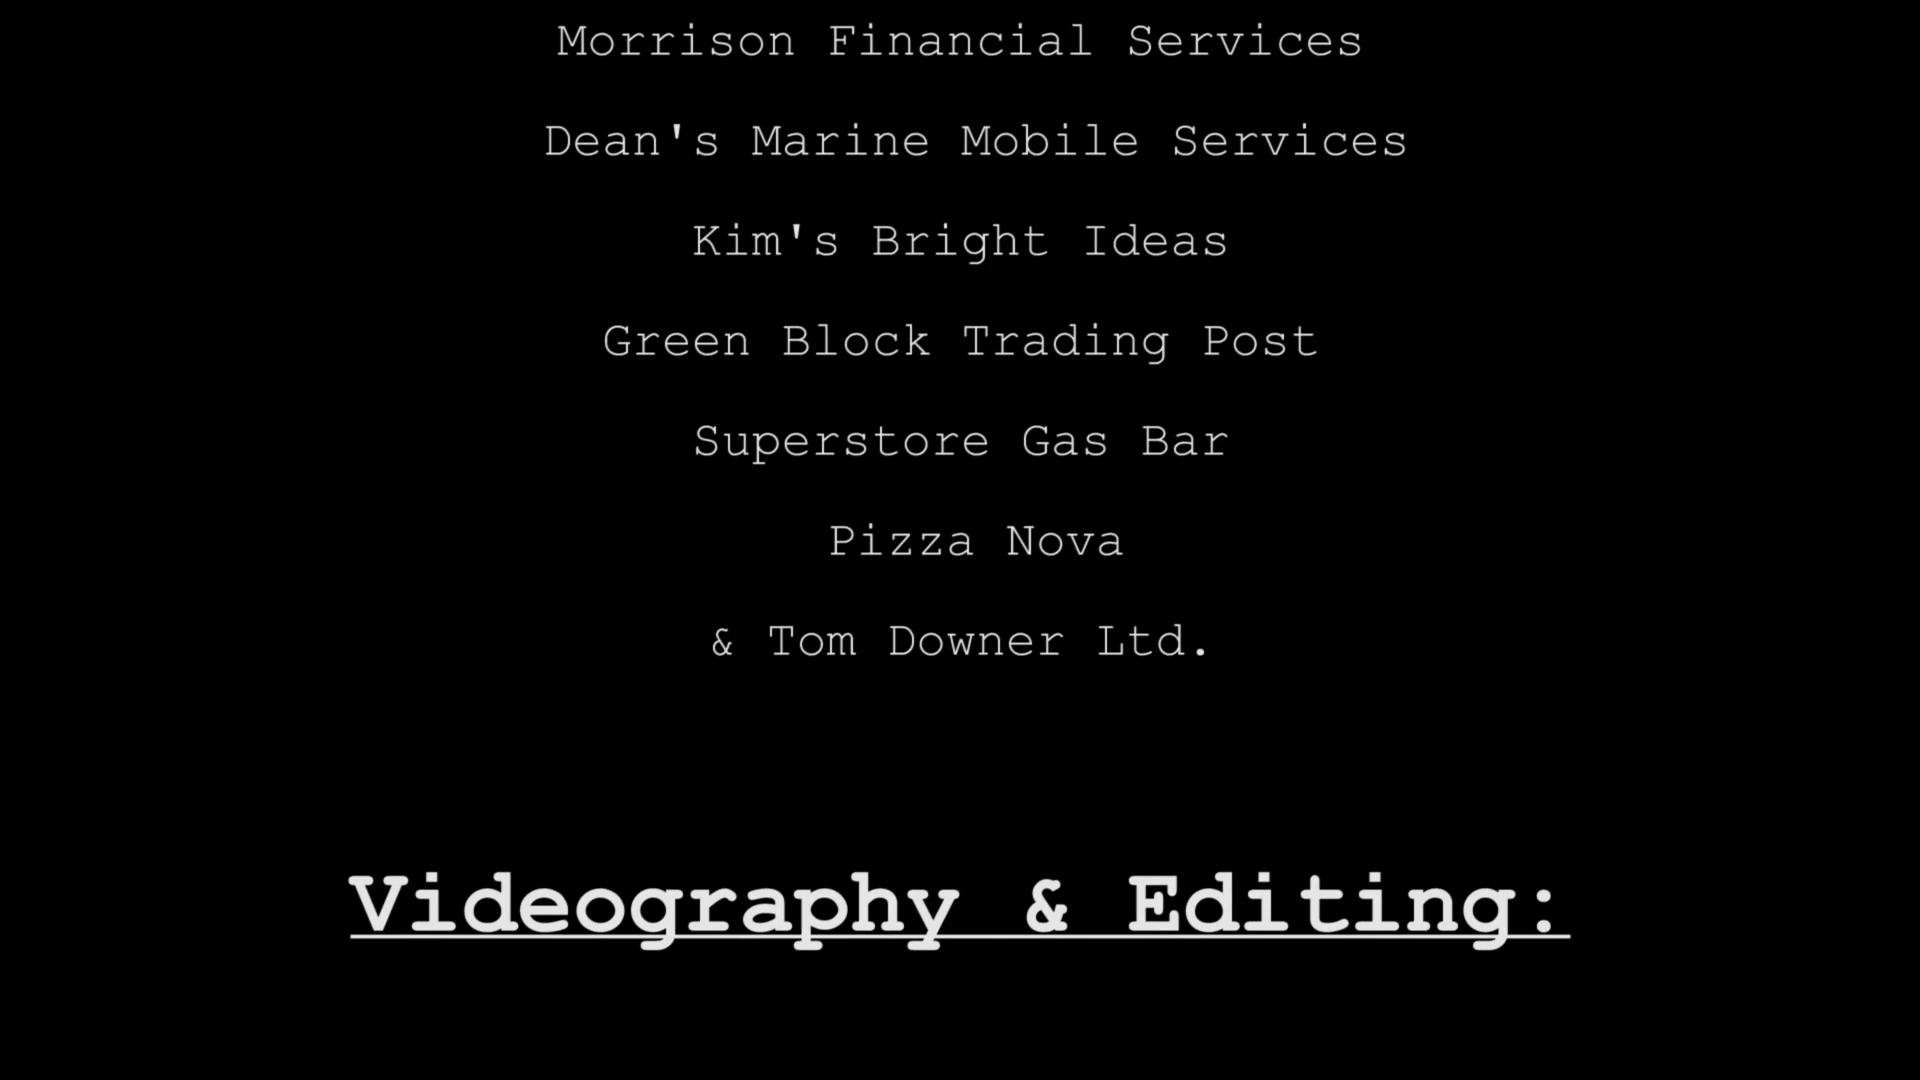 Morrison Financial Services
Dean's Marine Mobile Services
Kim's Bright Ideas
Green Block Trading Post
Superstore Gas Bar
Pizza Nova
& Tom Downer Ltd.
Videography & Editing: